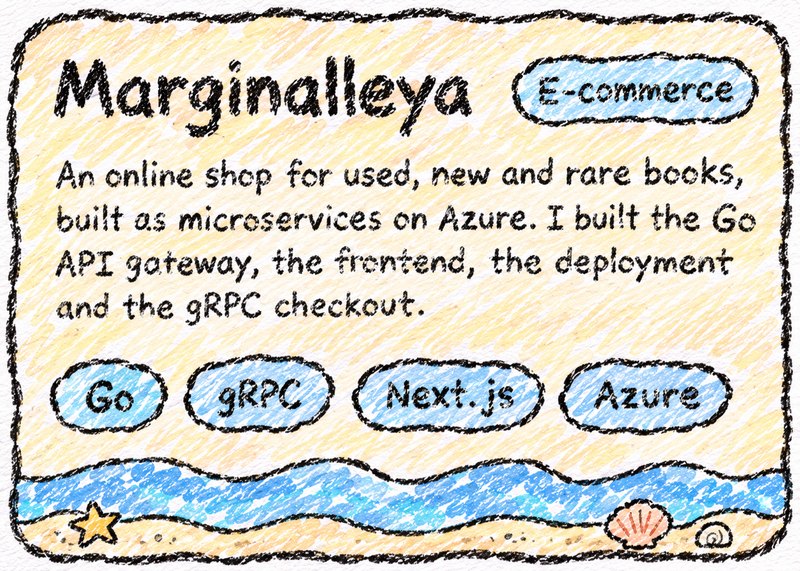 Marginalleya
E-commerce
An online shop for used, new and rare books,
built as microservices on Azure. I built the Go
API gateway, the frontend, the deployment
and the gRPC checkout.
Go
gRPC
Next.js
Azure